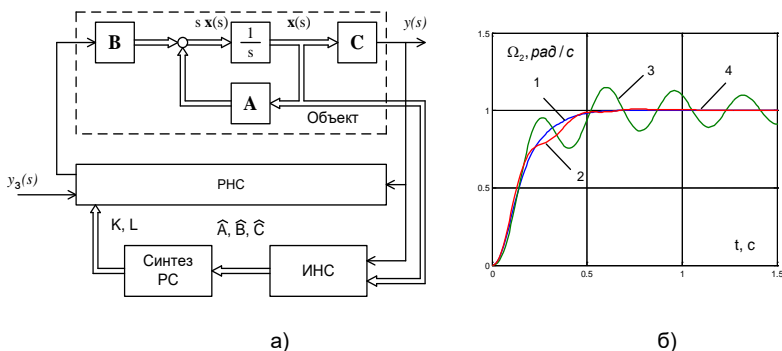 s x(s)
x(s)
y(s)
B
1
s
C
A
Объект
yз(s)
РНС
K, L
Â, B̂, Ĉ
Синтез
РС
ИНС
а)
Ω2, рад/с
1.5
1
0.5
0
0
0.5
1
1.5
1
2
3
4
t, с
б)